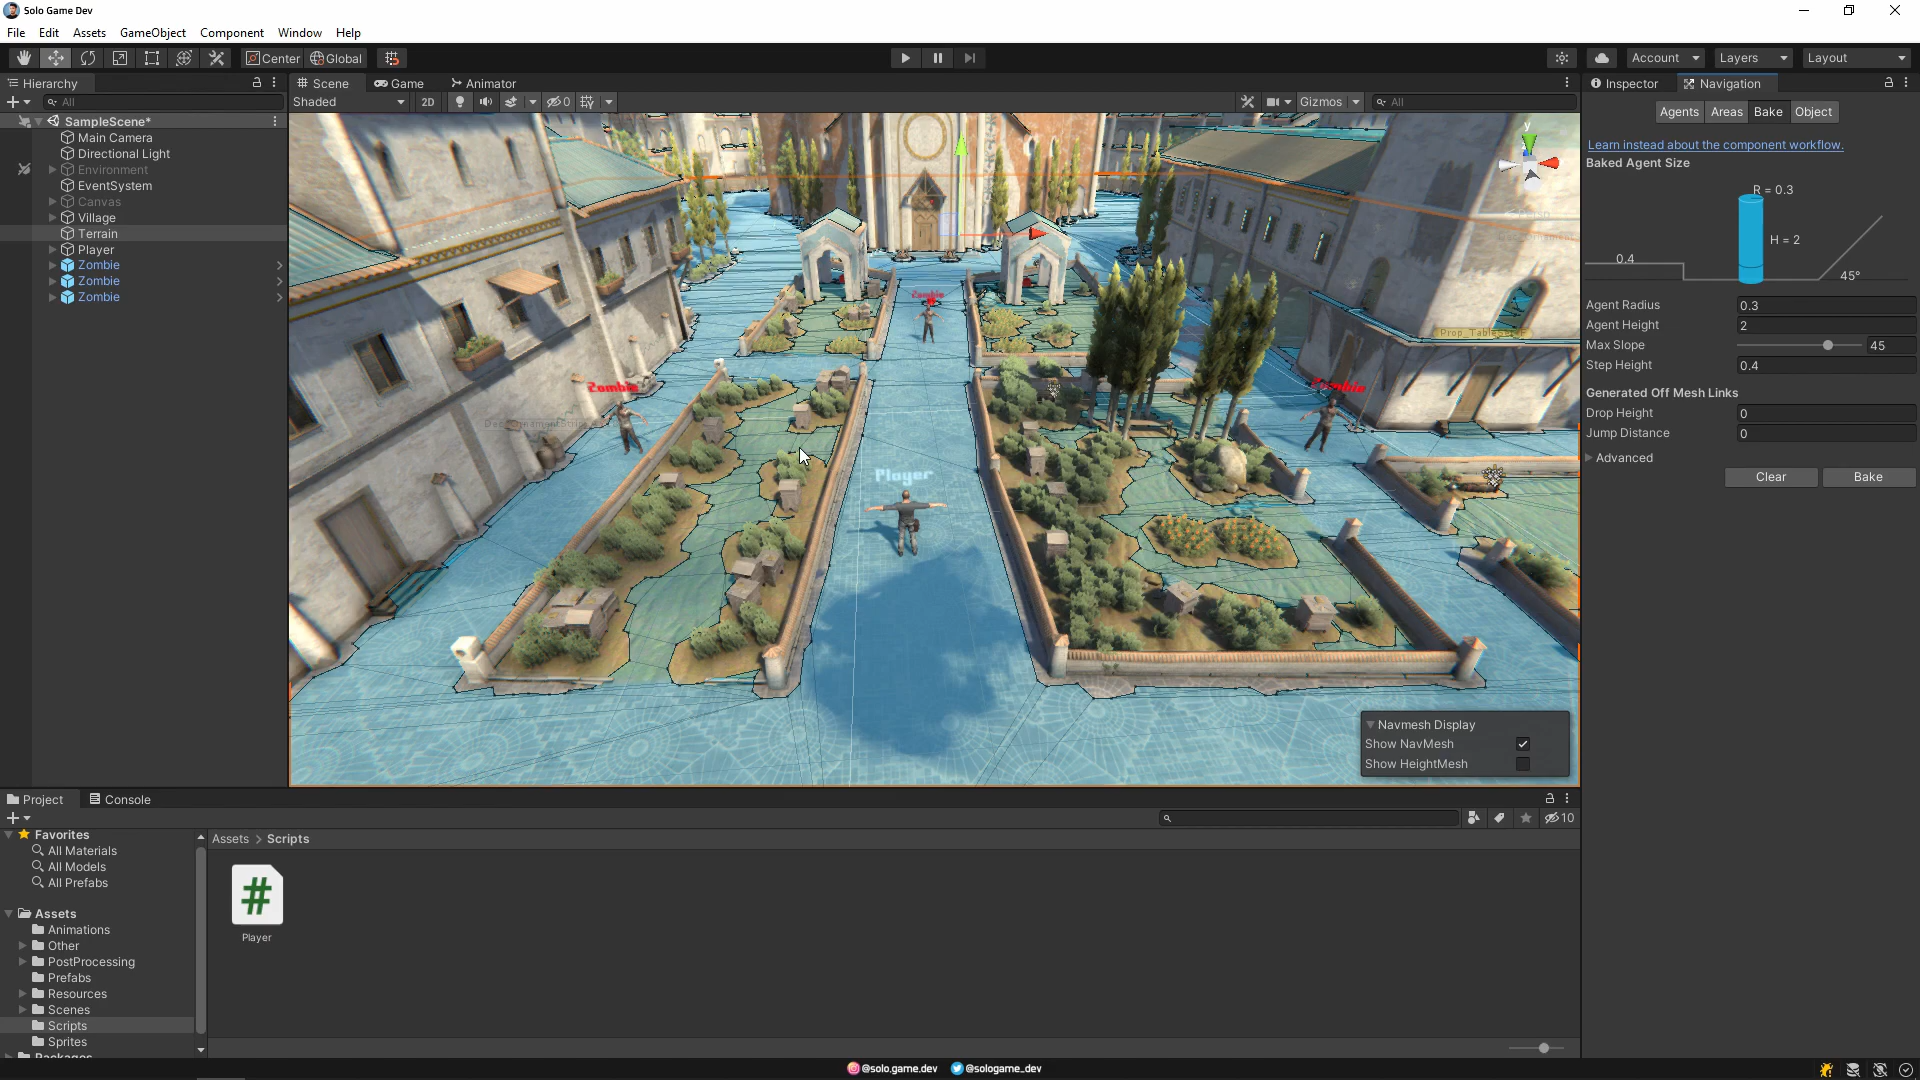 Solo Game Dev
File Edit Assets GameObject Component Window Help
Center Global
Account Layers Layout
Hierarchy
All
SampleScene*
Main Camera
Directional Light
Environment
EventSystem
Canvas
Village
Terrain
Player
Zombie
Zombie
Zombie
Scene Game Animator
Shaded 2D 0 Gizmos All
y
Zombie
Zombie
Zombie
Player
Navmesh Display
Show NavMesh
Show HeightMesh
Inspector Navigation
Agents Areas Bake Object
Learn instead about the component workflow.
Baked Agent Size
R = 0.3
H = 2
0.4
45°
Agent Radius 0.3
Agent Height 2
Max Slope 45
Step Height 0.4
Generated Off Mesh Links
Drop Height 0
Jump Distance 0
Advanced
Clear Bake
Project Console
10
Favorites
All Materials
All Models
All Prefabs
Assets
Animations
Other
PostProcessing
Prefabs
Resources
Scenes
Scripts
Sprites
Packages
Assets > Scripts
#
Player
@solo.game.dev @sologame_dev